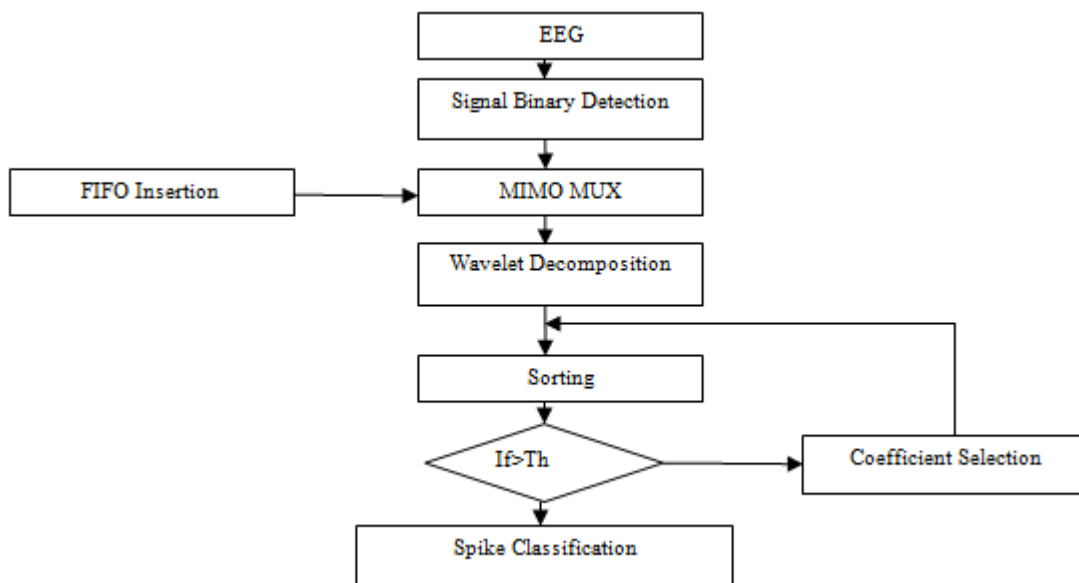 EEG
Signal Binary Detection
FIFO Insertion
MIMO MUX
Wavelet Decomposition
Sorting
If>Th
Coefficient Selection
Spike Classification